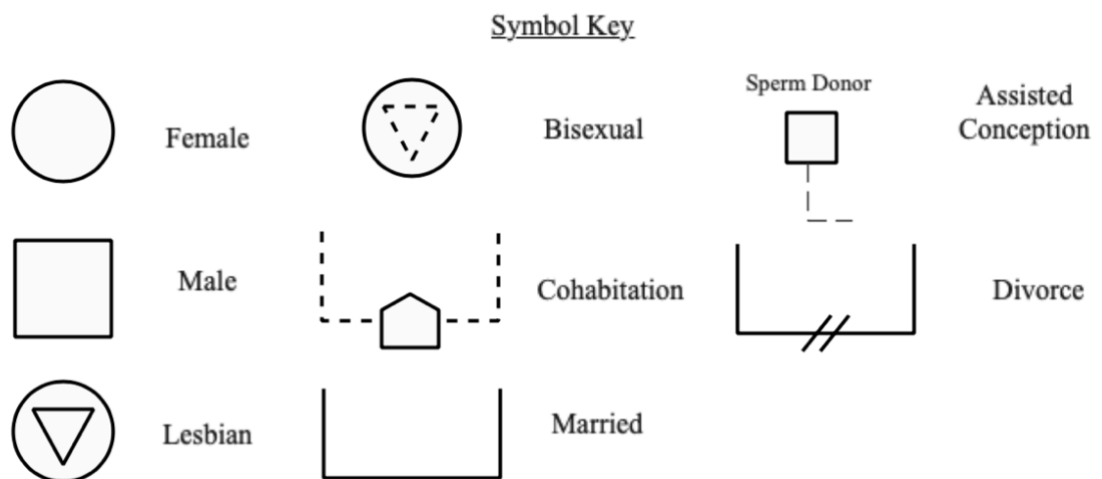 Symbol Key
Female
Bisexual
Sperm Donor
Assisted
Conception
Male
Cohabitation
Divorce
Lesbian
Married